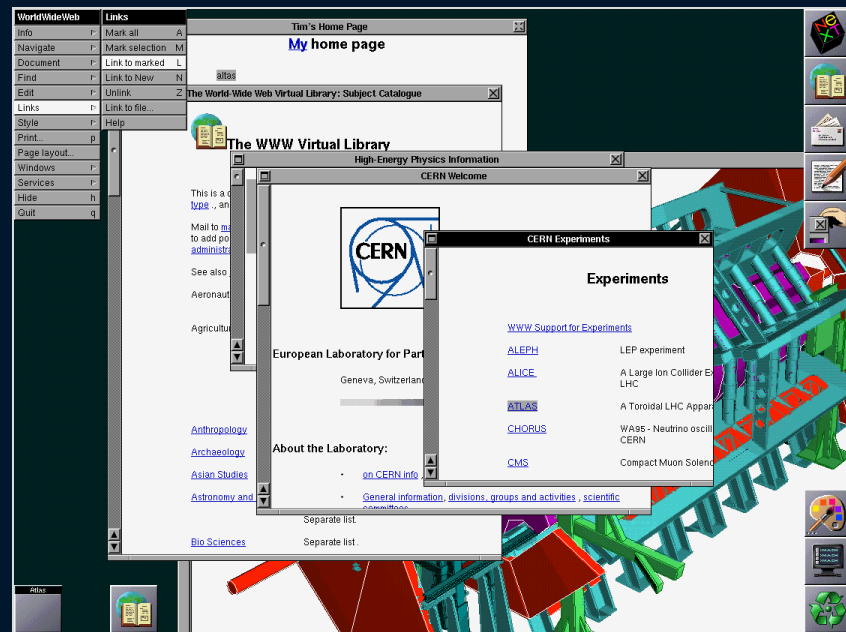 WorldWideWeb
Info
Navigate
Document
Find
Edit
Links
Style
Print... p
Page layout...
Windows
Services
Hide h
Quit q
Links
Mark all A
Mark selection M
Link to marked L
Link to New N
Unlink Z
Link to file...
Help
Tim's Home Page
My home page
altas
The World-Wide Web Virtual Library: Subject Catalogue
The WWW Virtual Library
This is a
type ., an
Mail to
to add po
administra
See also
Aeronaut
Agricultu
Anthropology
Archaeology
Asian Studies
Astronomy and
Separate list.
Bio Sciences Separate list .
High-Energy Physics Information
CERN Welcome
CERN
European Laboratory for Part
Geneva, Switzerlan
About the Laboratory:
· on CERN info
· General information, divisions, groups and activities , scientific
committees
CERN Experiments
Experiments
WWW Support for Experiments
ALEPH LEP experiment
ALICE A Large Ion Collider Ex
LHC
ATLAS A Toroidal LHC Appar
CHORUS WA95 - Neutrino oscill
CERN
CMS Compact Muon Solenc
NeXT
Atlas